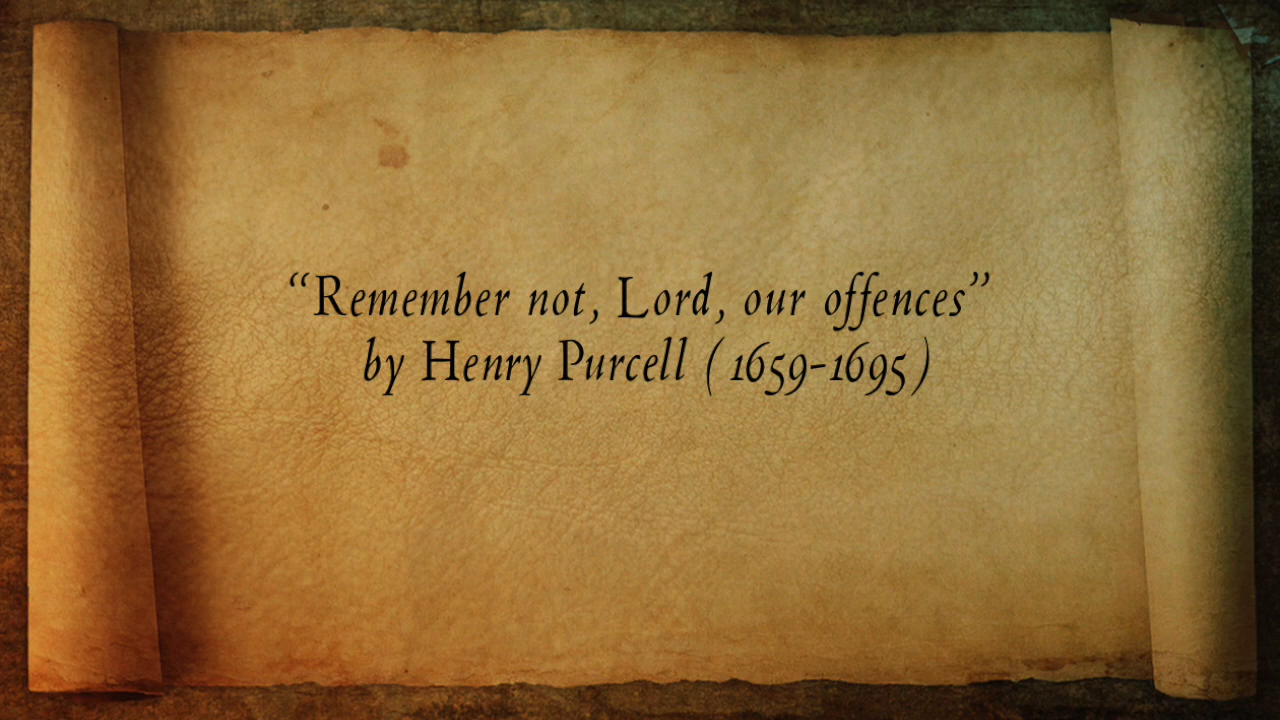 “Remember not, Lord, our offences”
by Henry Purcell (1659-1695)